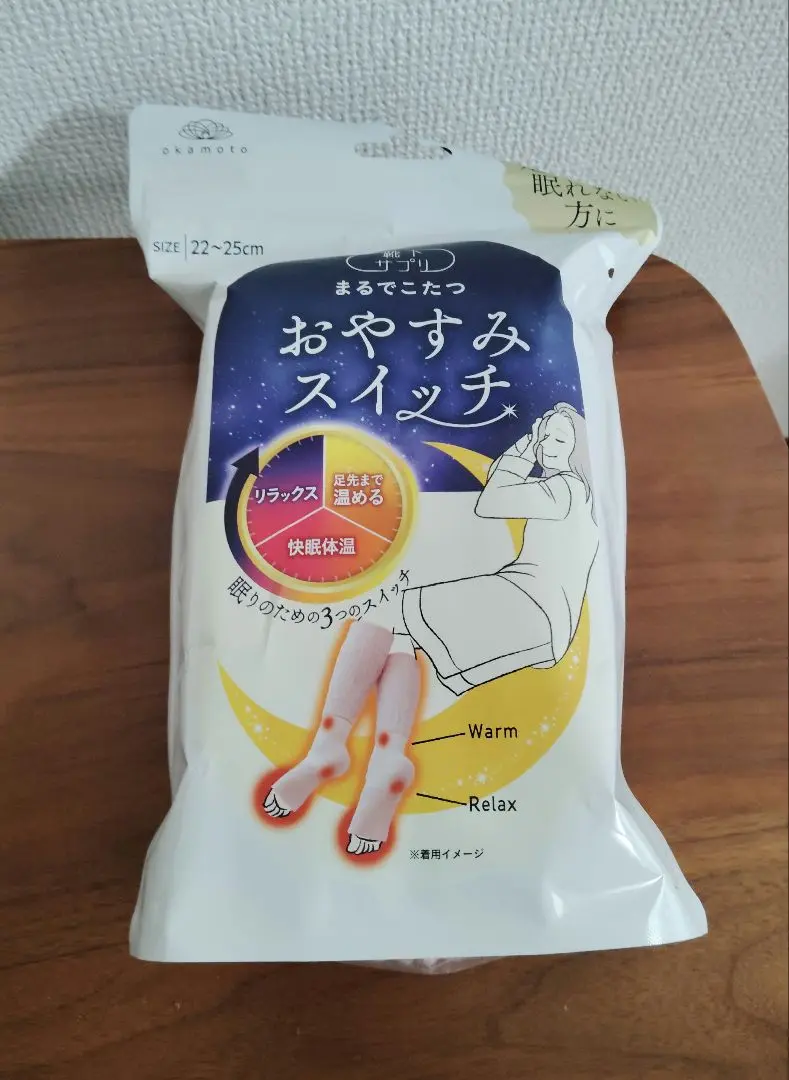 okamoto
眠れない
方に
SIZE 22~25cm
靴下
サプリ
まるでこたつ
おやすみ
スイッチ
リラックス
足先まで
温める
快眠体温
眠りのための3つのスイッチ
Warm
Relax
※着用イメージ